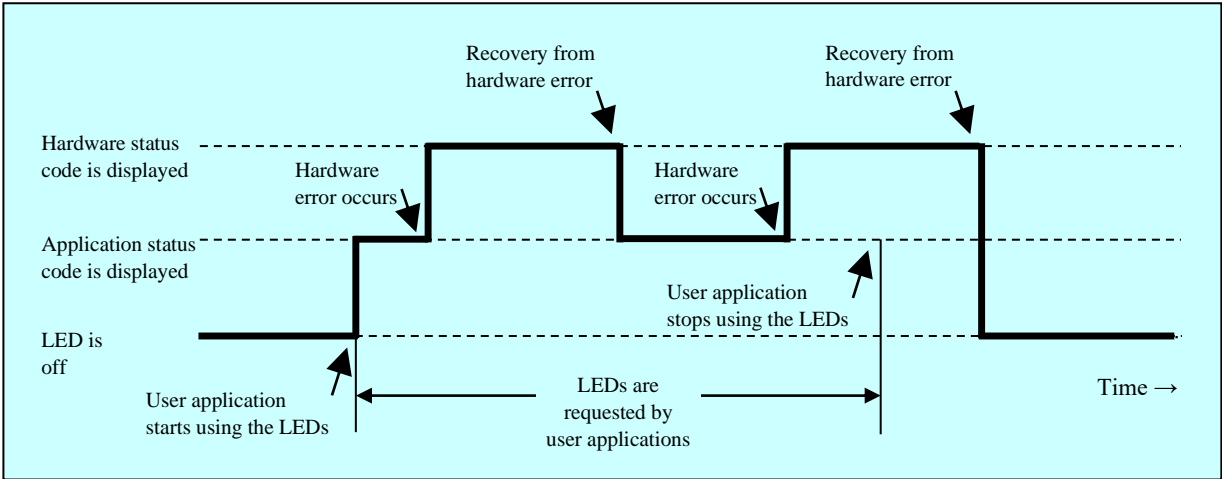 Recovery from
hardware error
Recovery from
hardware error
Hardware status
code is displayed
Hardware
error occurs
Hardware
error occurs
Application status
code is displayed
User application
stops using the LEDs
LED is
off
User application
starts using the LEDs
LEDs are
requested by
user applications
Time →